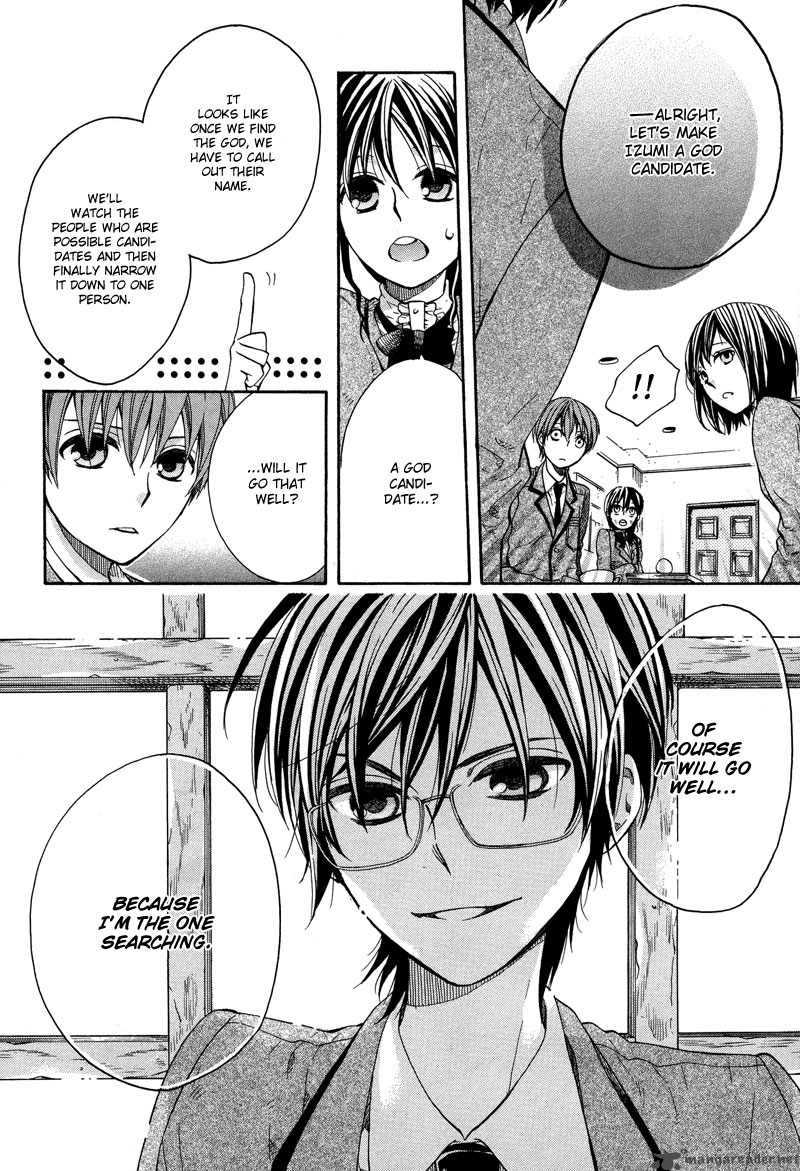 —ALRIGHT,
LET'S MAKE
IZUMI A GOD
CANDIDATE.
!!
A GOD
CANDI-
DATE...?
IT
LOOKS LIKE
ONCE WE FIND
THE GOD, WE
HAVE TO CALL
OUT THEIR
NAME.
WE'LL
WATCH THE
PEOPLE WHO ARE
POSSIBLE CANDI-
DATES AND THEN
FINALLY NARROW
IT DOWN TO ONE
PERSON.
...WILL IT
GO THAT
WELL?
OF
COURSE
IT WILL GO
WELL...
BECAUSE
I'M THE ONE
SEARCHING.
mangareader.net